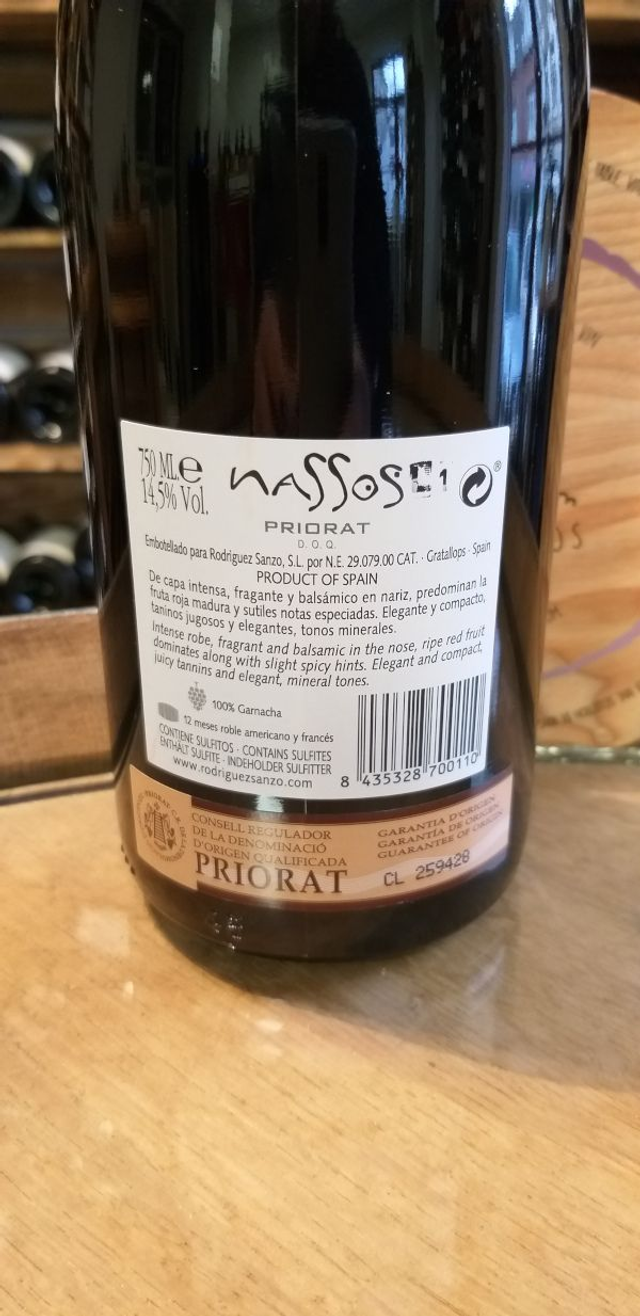 750 ML e
14,5% Vol.
NASSOS
1
®
PRIORAT
D. O. Q.
Embotellado para Rodriguez Sanzo, S.L. por N.E. 29.079.00 CAT. · Gratallops · Spain
PRODUCT OF SPAIN
De capa intensa, fragante y balsámico en nariz, predominan la
fruta roja madura y sutiles notas especiadas. Elegante y compacto,
taninos jugosos y elegantes, tonos minerales.
Intense robe, fragrant and balsamic in the nose, ripe red fruit
dominates along with slight spicy hints. Elegant and compact,
juicy tannins and elegant, mineral tones.
100% Garnacha
12 meses roble americano y francés
CONTIENE SULFITOS · CONTAINS SULFITES
ENTHÄLT SULFITE · INDEHOLDER SULFITTER
www.rodriguezsanzo.com
8 435328 700110
CONSELL REGULADOR
DE LA DENOMINACIÓ
D'ORIGEN QUALIFICADA
PRIORAT
GARANTIA D'ORIGEN
GARANTÍA DE ORIGEN
GUARANTEE OF ORIGIN
CL 259428